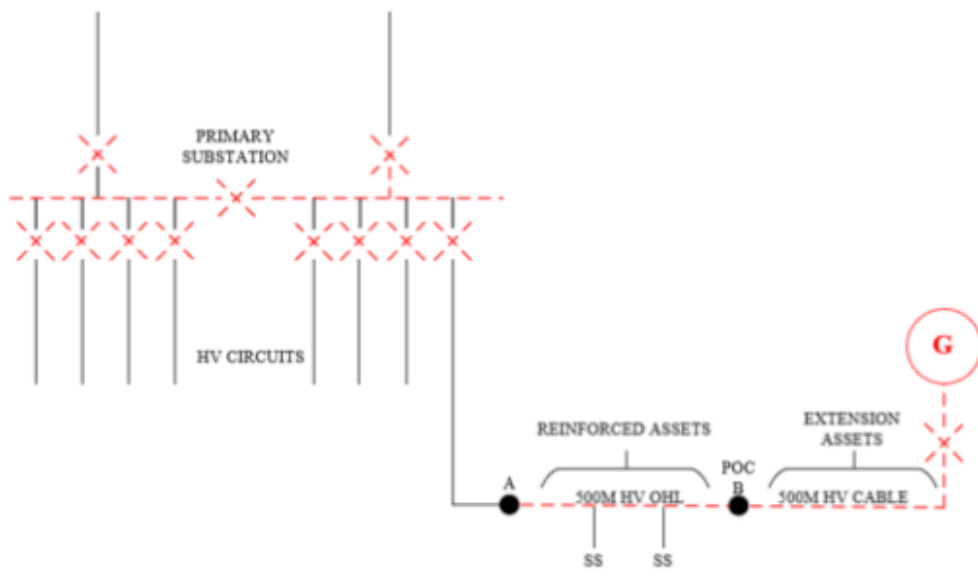 PRIMARY
SUBSTATION
HV CIRCUITS
G
REINFORCED ASSETS
EXTENSION
ASSETS
A
500M HV OHL
POC
B
500M HV CABLE
SS
SS